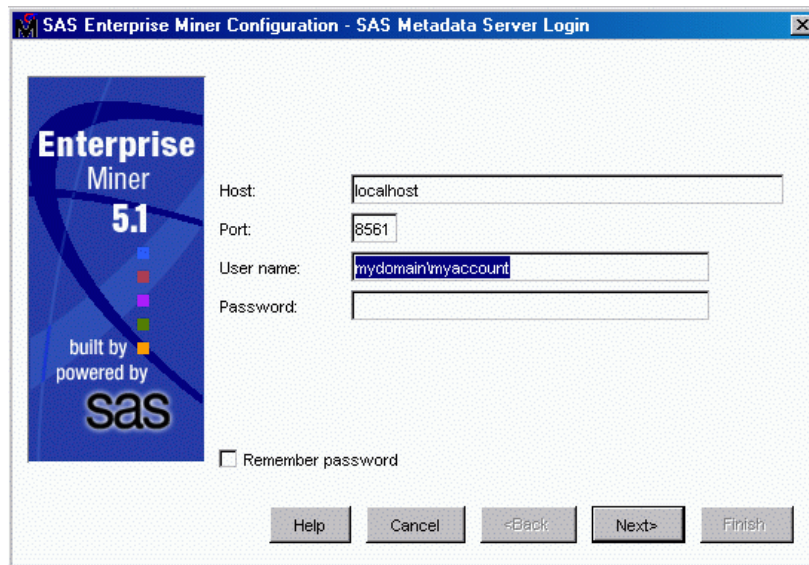 SAS Enterprise Miner Configuration - SAS Metadata Server Login
Enterprise
Miner
5.1
built by
powered by
sas
Host: localhost
Port: 8561
User name: mydomain\myaccount
Password:
Remember password
Help Cancel <Back Next> Finish